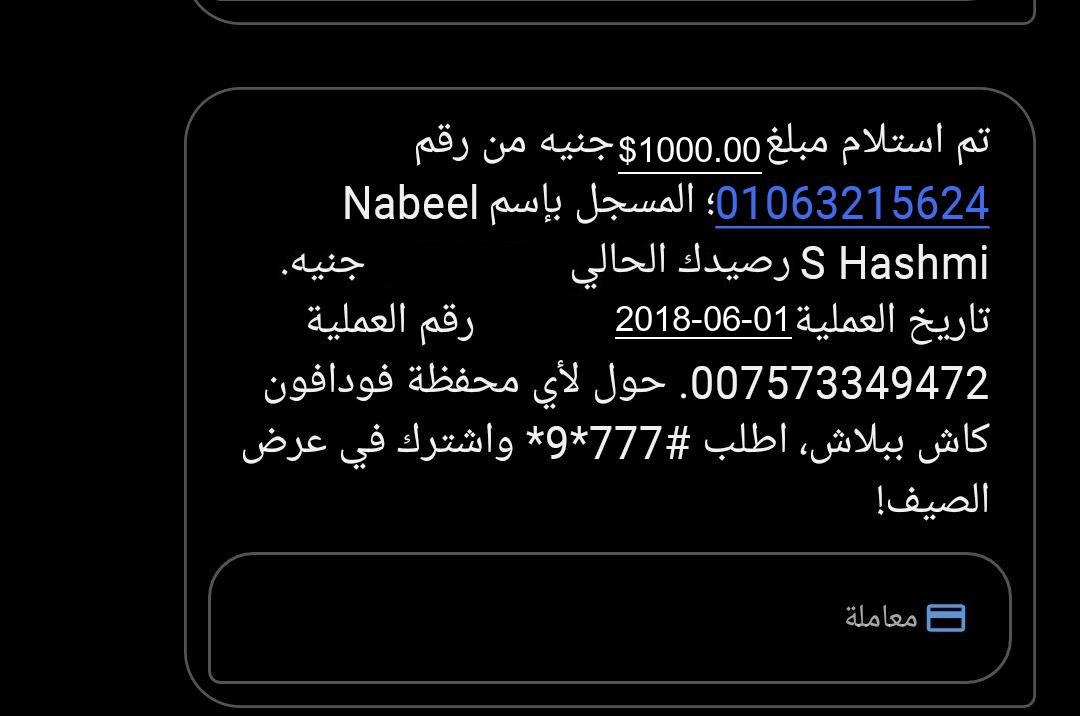 تم استلام مبلغ $1000.00 جنيه من رقم
01063215624؛ المسجل بإسم Nabeel
S Hashmi رصيدك الحالي جنيه.
تاريخ العملية 2018-06-01 رقم العملية
007573349472. حول لأي محفظة فودافون
كاش ببلاش، اطلب #777*9* واشترك في عرض
الصيف!
معاملة